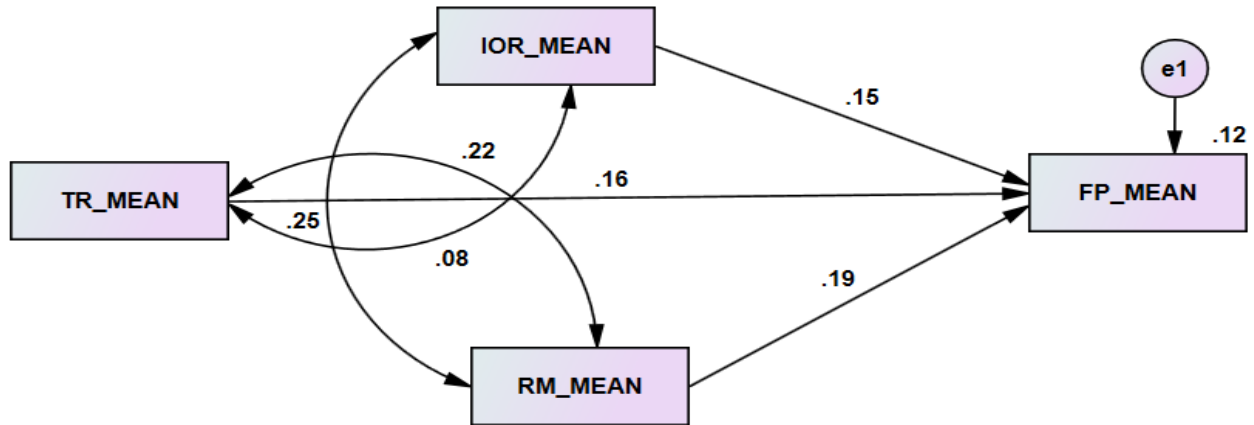 IOR_MEAN
e1
.15
.12
.22
.16
TR_MEAN
FP_MEAN
.25
.08
.19
RM_MEAN